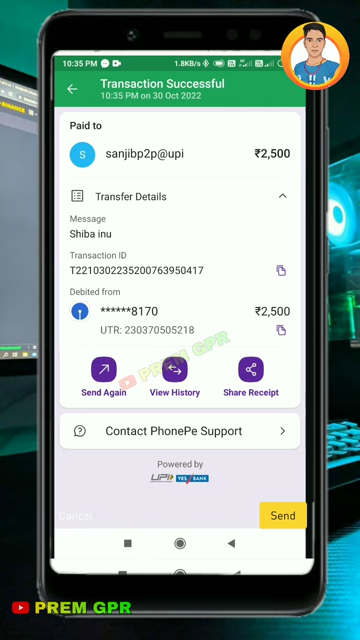 10:35 PM
1.8KB/s
Transaction Successful
10:35 PM on 30 Oct 2022
BINANCE
Paid to
S
sanjibp2p@upi
₹2,500
Transfer Details
Message
Shiba inu
Transaction ID
T2210302235200763950417
Debited from
******8170
₹2,500
UTR: 230370505218
PREM GPR
Send Again
View History
Share Receipt
Contact PhonePe Support
Powered by
UPI
YES BANK
Cancel
Send
PREM GPR